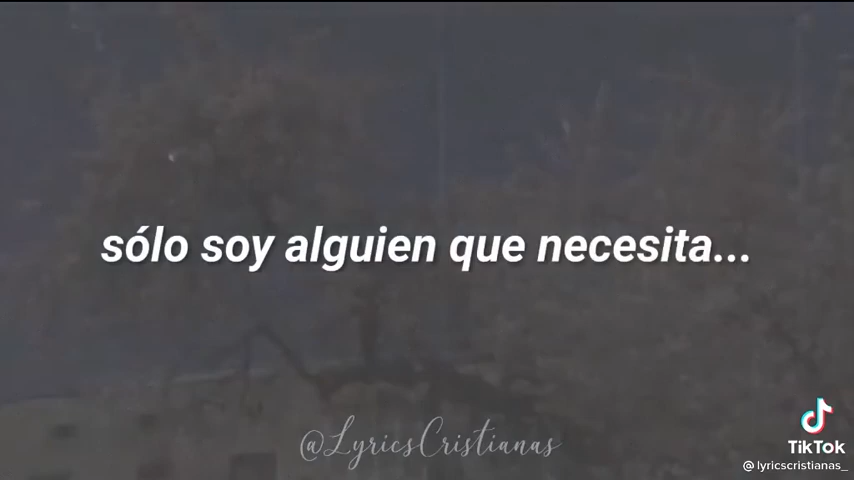 sólo soy alguien que necesita...
@LyricsCristianas
TikTok
@lyricscristianas_